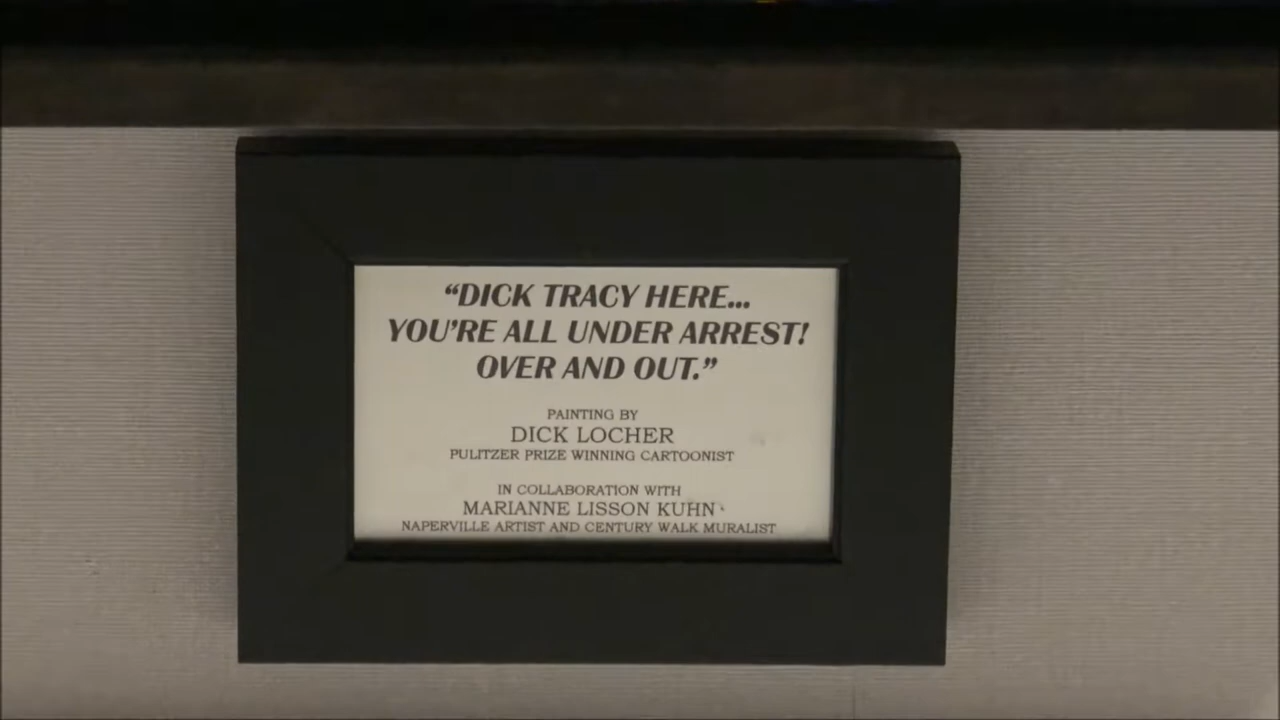 “DICK TRACY HERE...
YOU’RE ALL UNDER ARREST!
OVER AND OUT.”
PAINTING BY
DICK LOCHER
PULITZER PRIZE WINNING CARTOONIST
IN COLLABORATION WITH
MARIANNE LISSON KUHN
NAPERVILLE ARTIST AND CENTURY WALK MURALIST